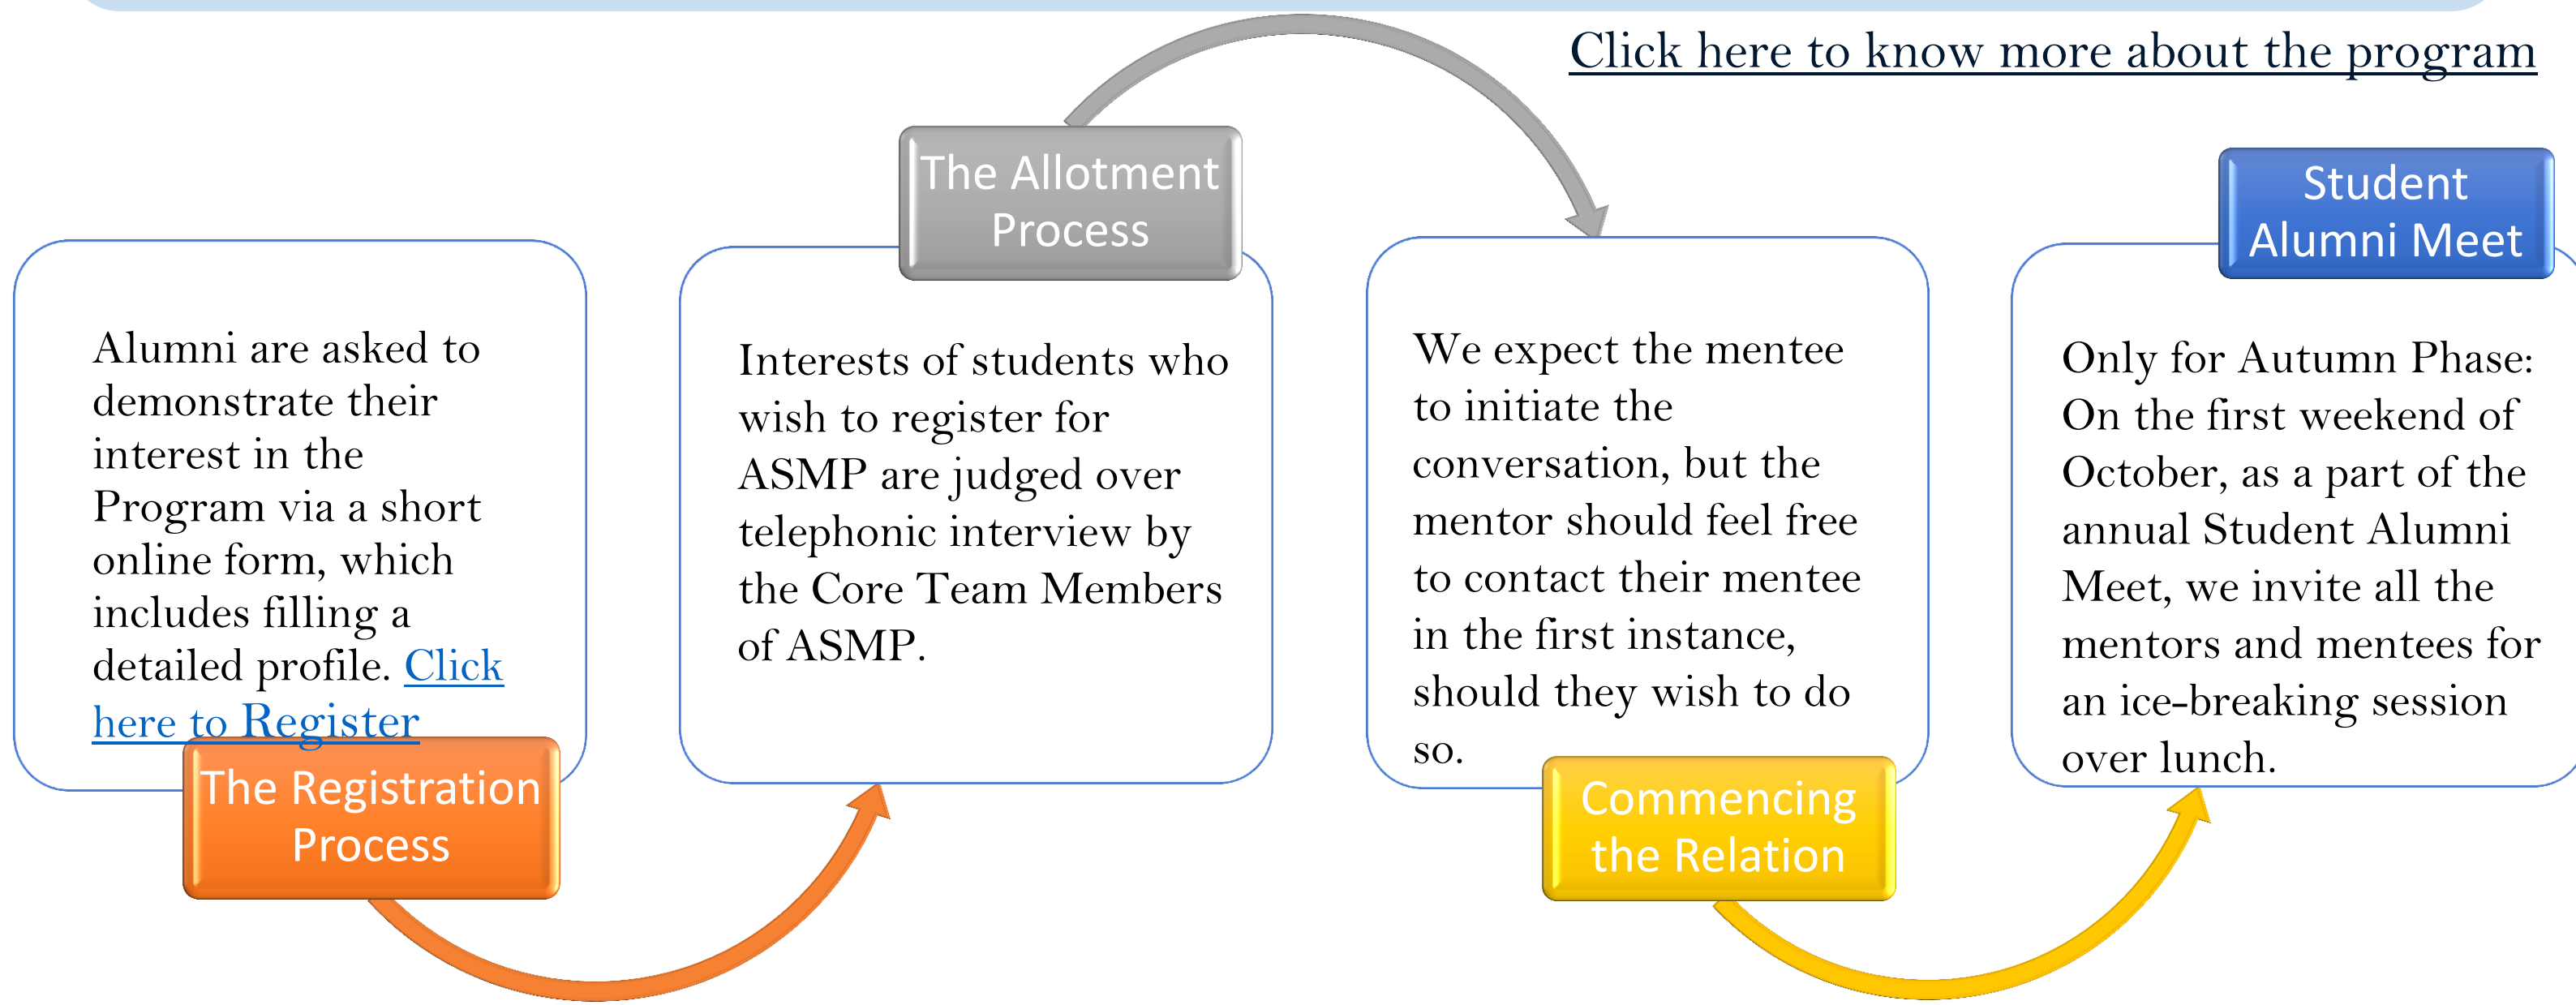 Click here to know more about the program
Alumni are asked to
demonstrate their
interest in the
Program via a short
online form, which
includes filling a
detailed profile. Click
here to Register
The Registration
Process
The Allotment
Process
Interests of students who
wish to register for
ASMP are judged over
telephonic interview by
the Core Team Members
of ASMP.
We expect the mentee
to initiate the
conversation, but the
mentor should feel free
to contact their mentee
in the first instance,
should they wish to do
so.
Commencing
the Relation
Student
Alumni Meet
Only for Autumn Phase:
On the first weekend of
October, as a part of the
annual Student Alumni
Meet, we invite all the
mentors and mentees for
an ice-breaking session
over lunch.